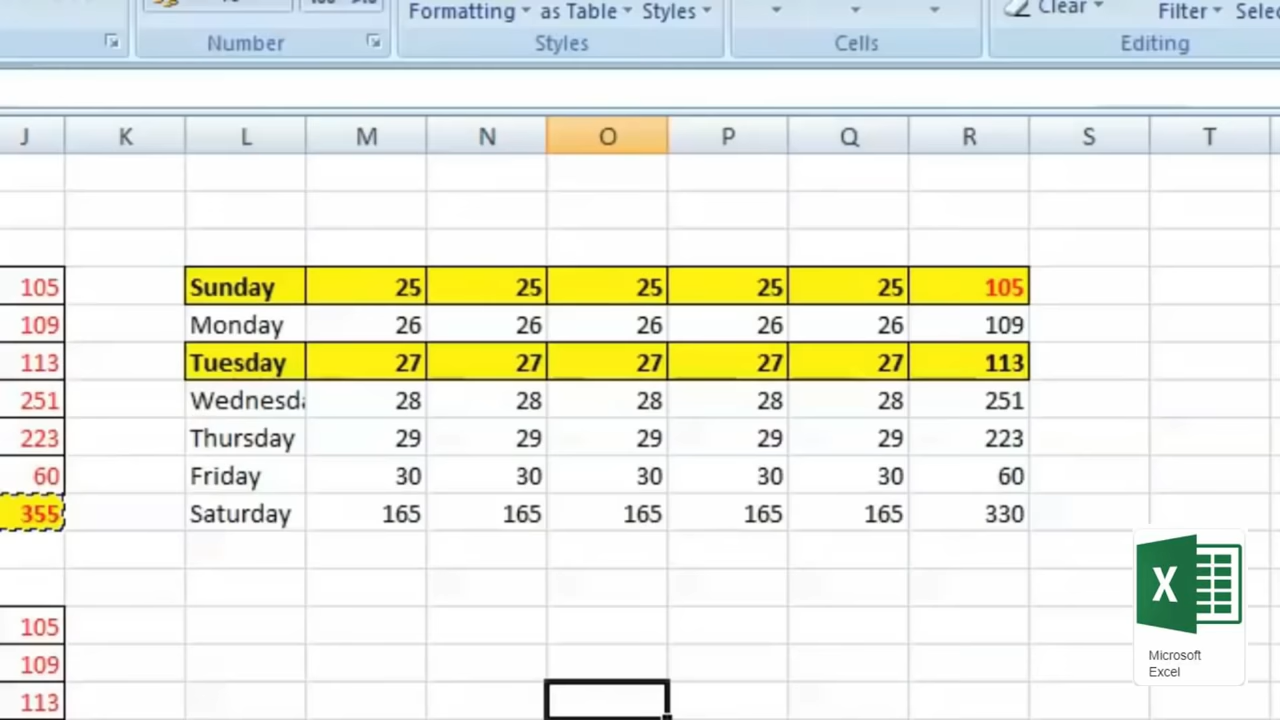 Formatting as Table Styles Clear Filter
Number Styles Cells Editing
J K L M N O P Q R S T
105 Sunday 25 25 25 25 25 105
109 Monday 26 26 26 26 26 109
113 Tuesday 27 27 27 27 27 113
251 Wednesda 28 28 28 28 28 251
223 Thursday 29 29 29 29 29 223
60 Friday 30 30 30 30 30 60
355 Saturday 165 165 165 165 165 330
X
105
109
113
Microsoft
Excel